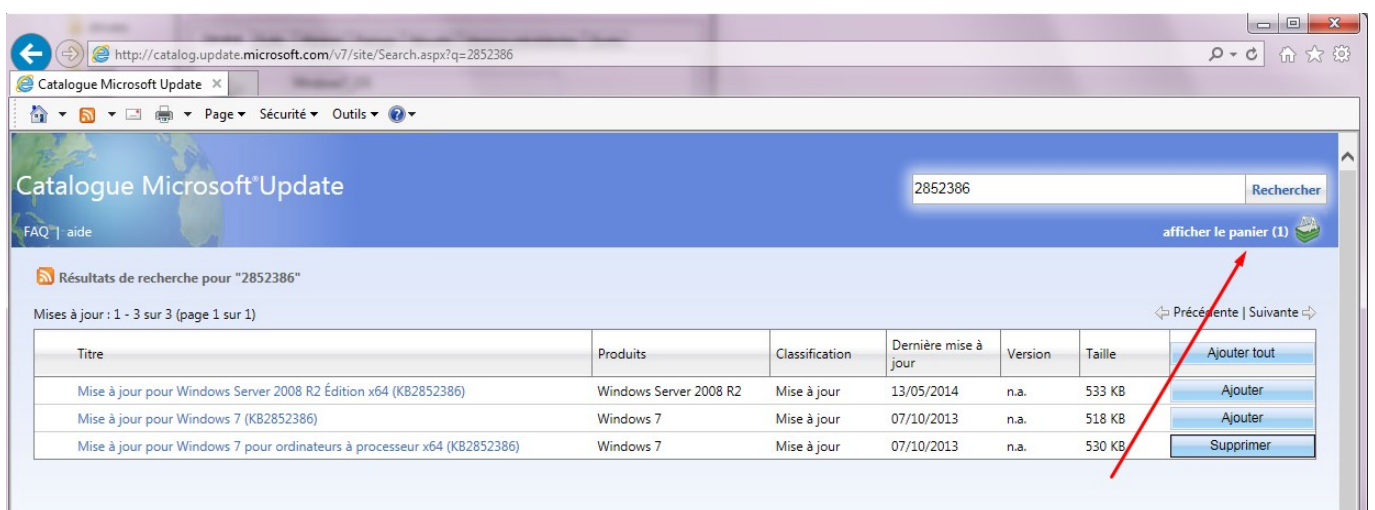 http://catalog.update.microsoft.com/v7/site/Search.aspx?q=2852386
Catalogue Microsoft Update
Page Sécurité Outils
Catalogue Microsoft®Update
2852386 Rechercher
FAQ | aide
afficher le panier (1)
Résultats de recherche pour "2852386"
Mises à jour : 1 - 3 sur 3 (page 1 sur 1)
Précédente | Suivante
Titre Produits Classification Dernière mise à jour Version Taille Ajouter tout
Mise à jour pour Windows Server 2008 R2 Édition x64 (KB2852386) Windows Server 2008 R2 Mise à jour 13/05/2014 n.a. 533 KB Ajouter
Mise à jour pour Windows 7 (KB2852386) Windows 7 Mise à jour 07/10/2013 n.a. 518 KB Ajouter
Mise à jour pour Windows 7 pour ordinateurs à processeur x64 (KB2852386) Windows 7 Mise à jour 07/10/2013 n.a. 530 KB Supprimer